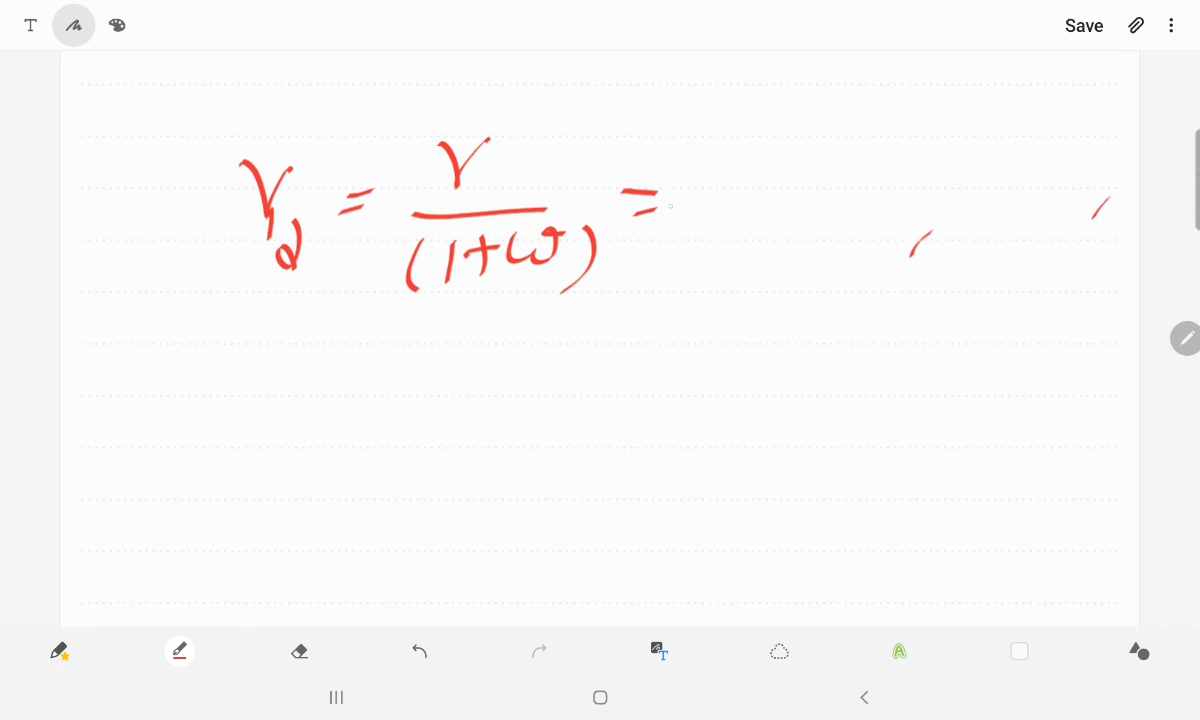 T Save
γd = γ / (1+ω) =
T A